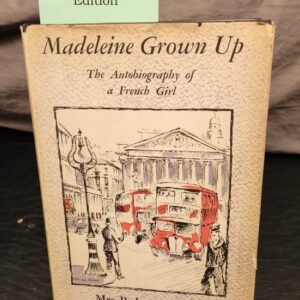 Edition
Madeleine Grown Up
The Autobiography of
a French Girl